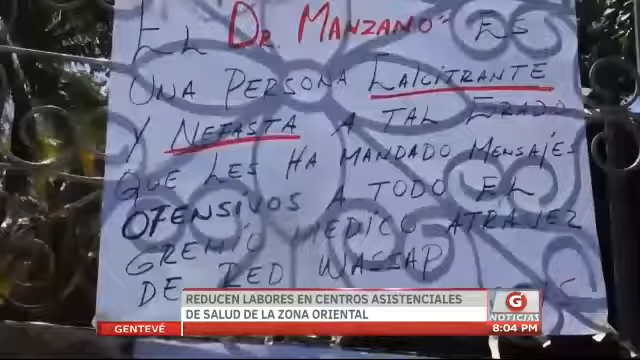 EL DR. MANZANO ES
UNA PERSONA CALCITRANTE
Y NEFASTA A TAL GRADO
QUE LES HA MANDADO MENSAJES
OFENSIVOS A TODO EL
GREMIO MEDICO ATRAVEZ
DE RED WASSAP
REDUCEN LABORES EN CENTROS ASISTENCIALES
DE SALUD DE LA ZONA ORIENTAL
GENTEVÉ
G
NOTICIAS
8:04 PM